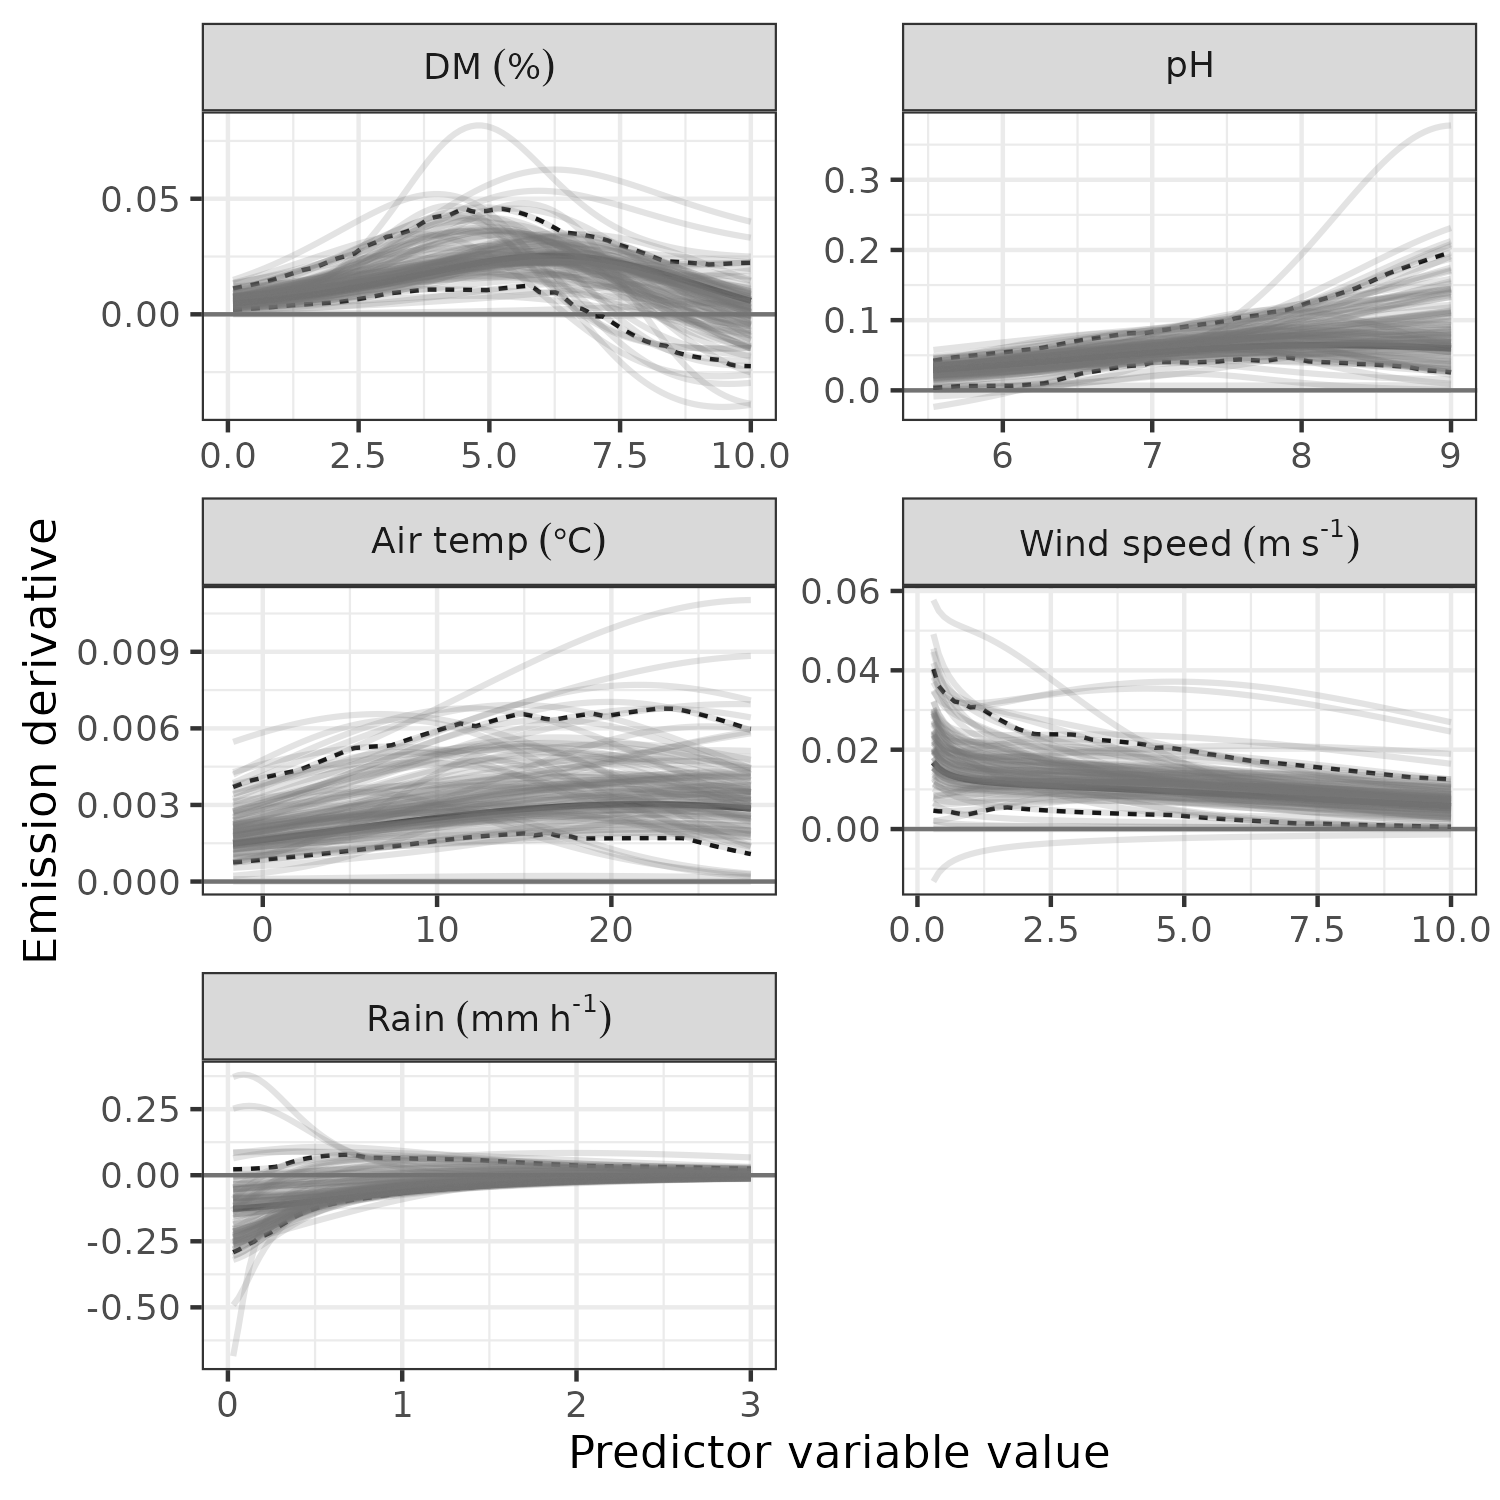 DM (%)
pH
0.05
0.00
0.3
0.2
0.1
0.0
0.0 2.5 5.0 7.5 10.0
6 7 8 9
Air temp (°C)
Wind speed (m s⁻¹)
0.009
0.006
0.003
0.000
0.06
0.04
0.02
0.00
0 10 20
0.0 2.5 5.0 7.5 10.0
Emission derivative
Rain (mm h⁻¹)
0.25
0.00
-0.25
-0.50
0 1 2 3
Predictor variable value